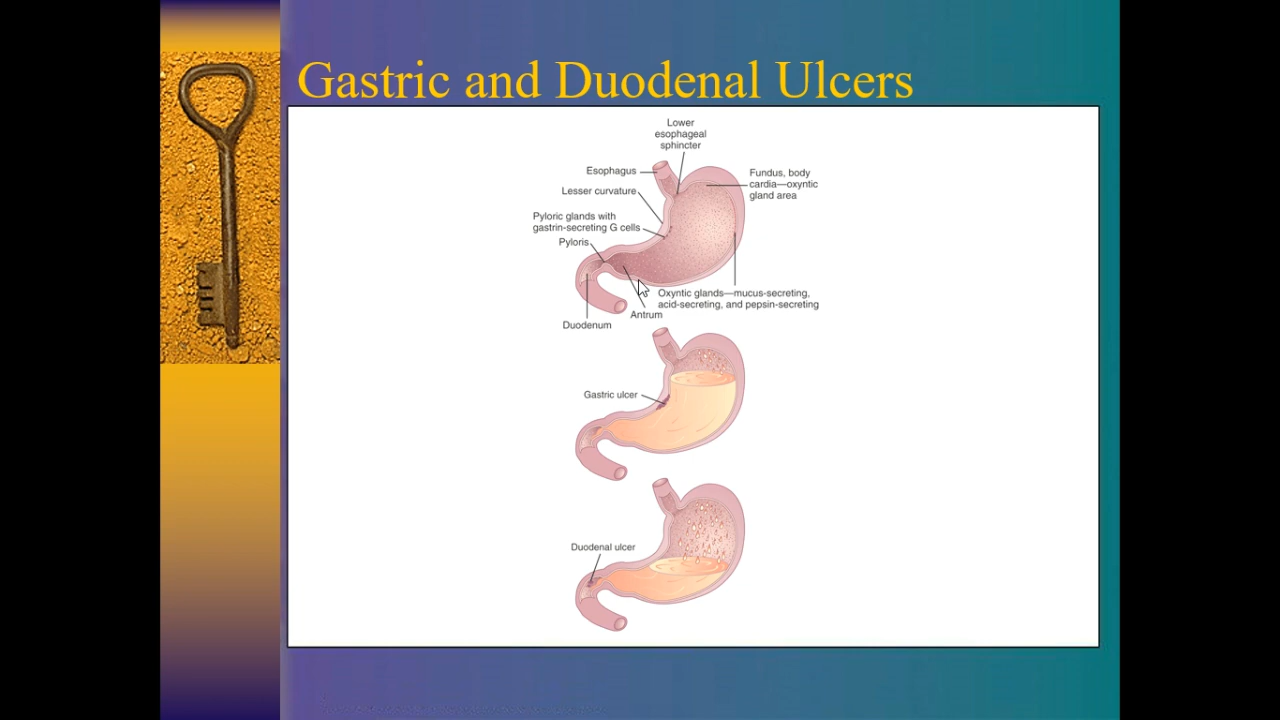 Gastric and Duodenal Ulcers
Lower
esophageal
sphincter
Esophagus
Fundus, body
cardia—oxyntic
gland area
Lesser curvature
Pyloric glands with
gastrin-secreting G cells
Pyloris
Oxyntic glands—mucus-secreting,
acid-secreting, and pepsin-secreting
Antrum
Duodenum
Gastric ulcer
Duodenal ulcer